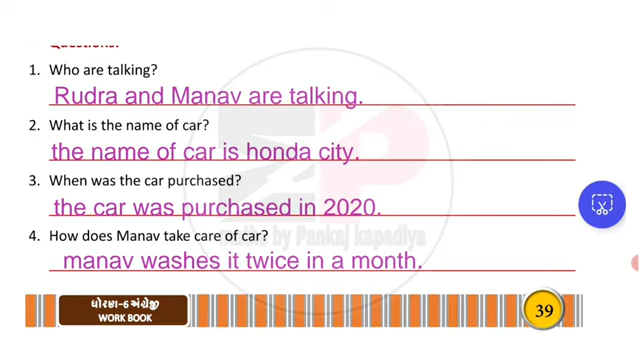 Questions:
1. Who are talking?
Rudra and Manav are talking.
2. What is the name of car?
the name of car is honda city.
3. When was the car purchased?
the car was purchased in 2020.
4. How does Manav take care of car?
manav washes it twice in a month.
maths by Pankaj kapadiya
ધોરણ-6 અંગ્રેજી
WORK BOOK
39